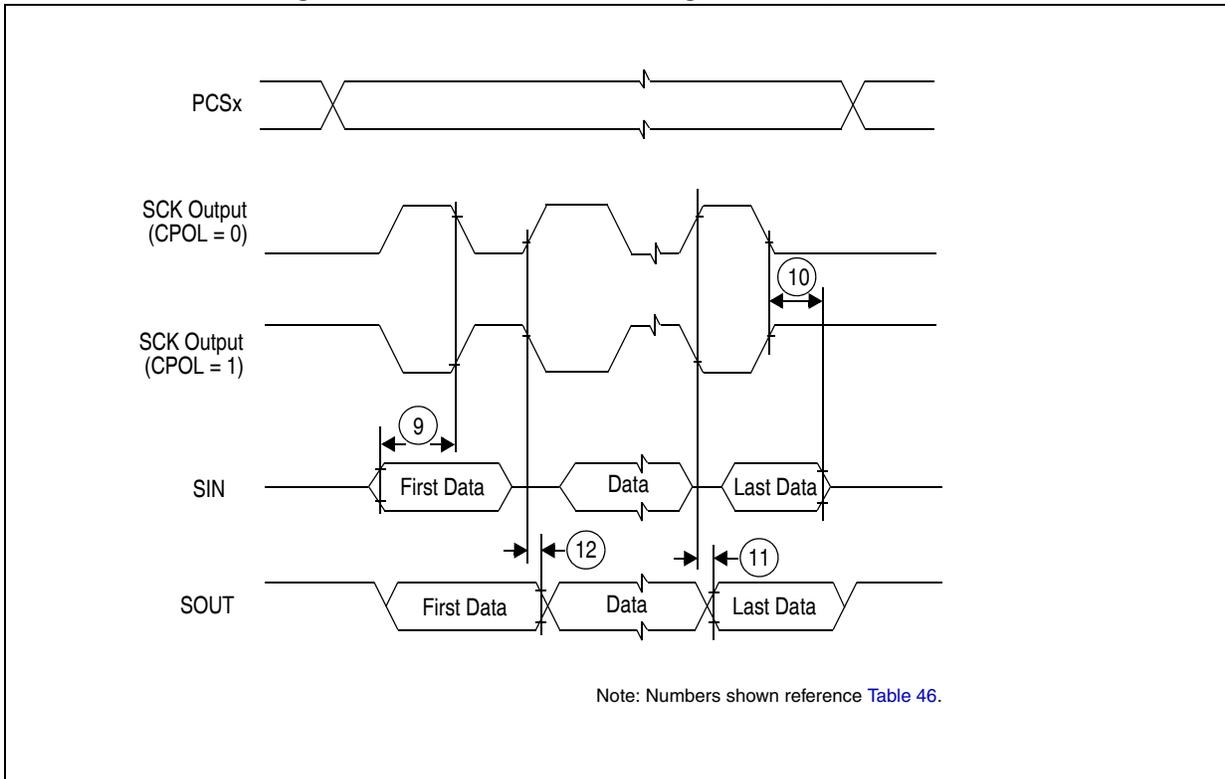 PCSx
SCK Output
(CPOL = 0)
10
SCK Output
(CPOL = 1)
9
SIN
First Data
Data
Last Data
12
11
SOUT
First Data
Data
Last Data
Note: Numbers shown reference Table 46.